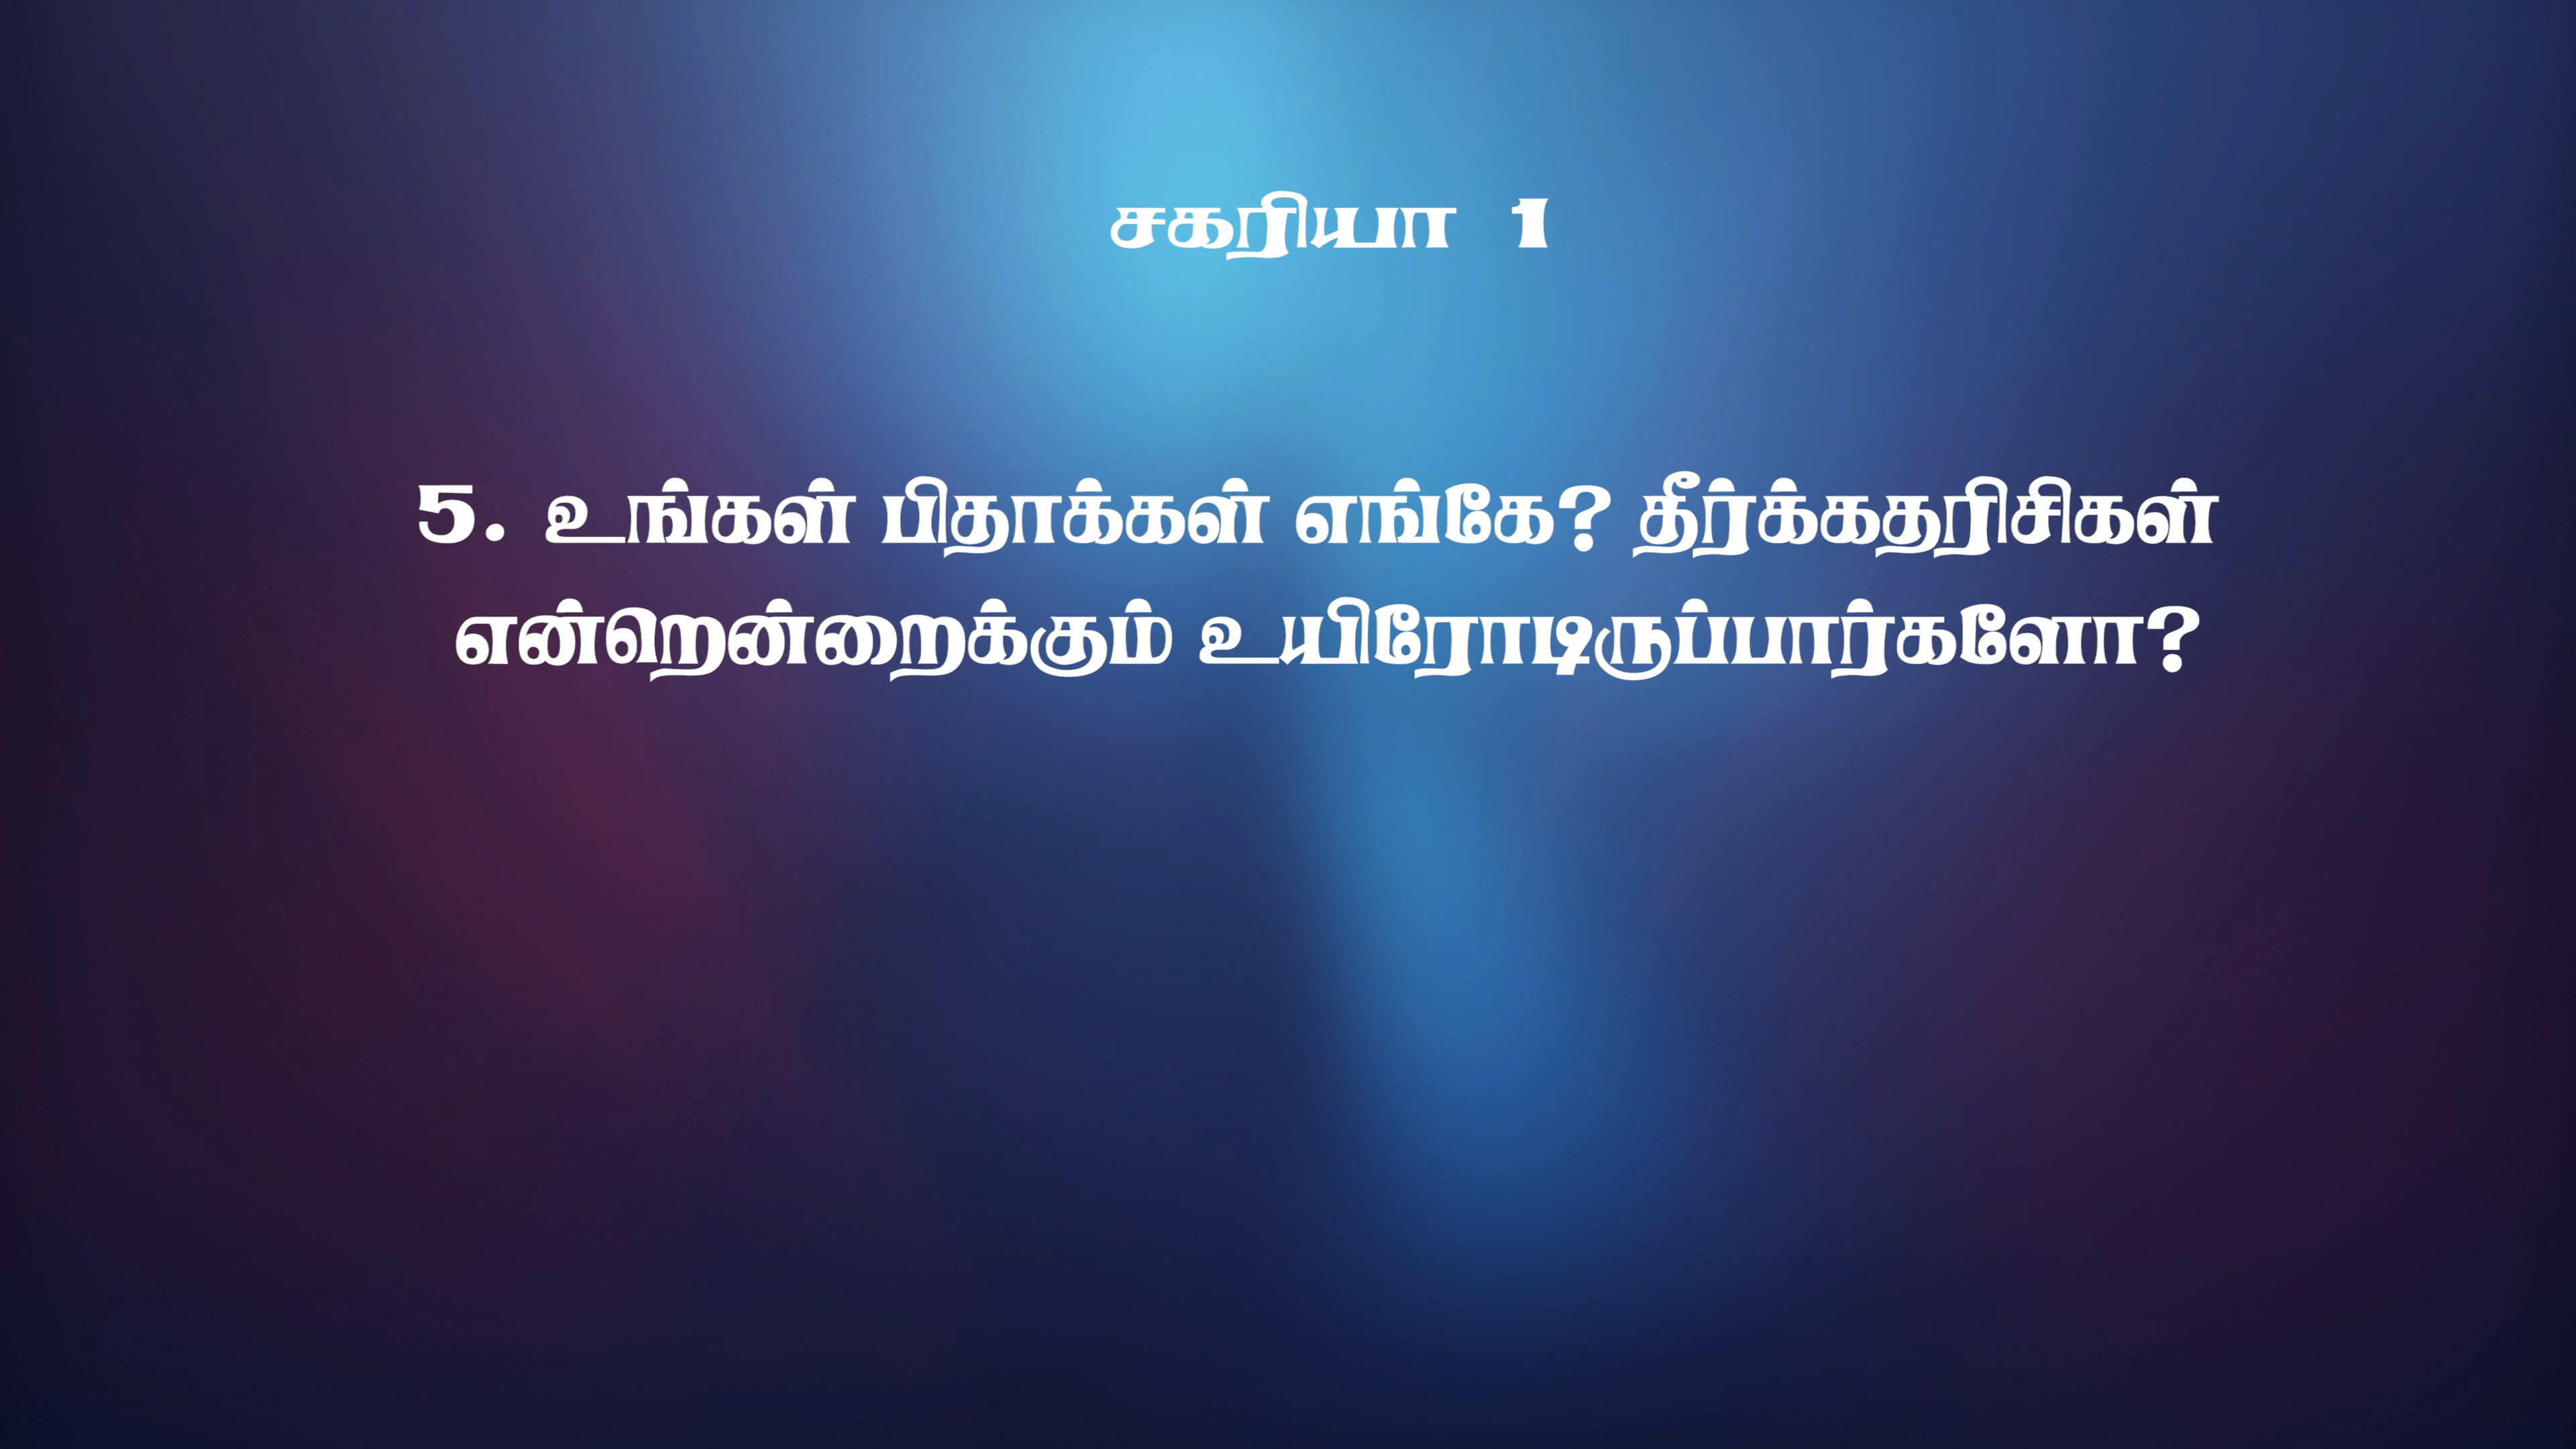 சகரியா 1
5. உங்கள் பிதாக்கள் எங்கே? தீர்க்கதரிசிகள்
என்றென்றைக்கும் உயிரோடிருப்பார்களோ?